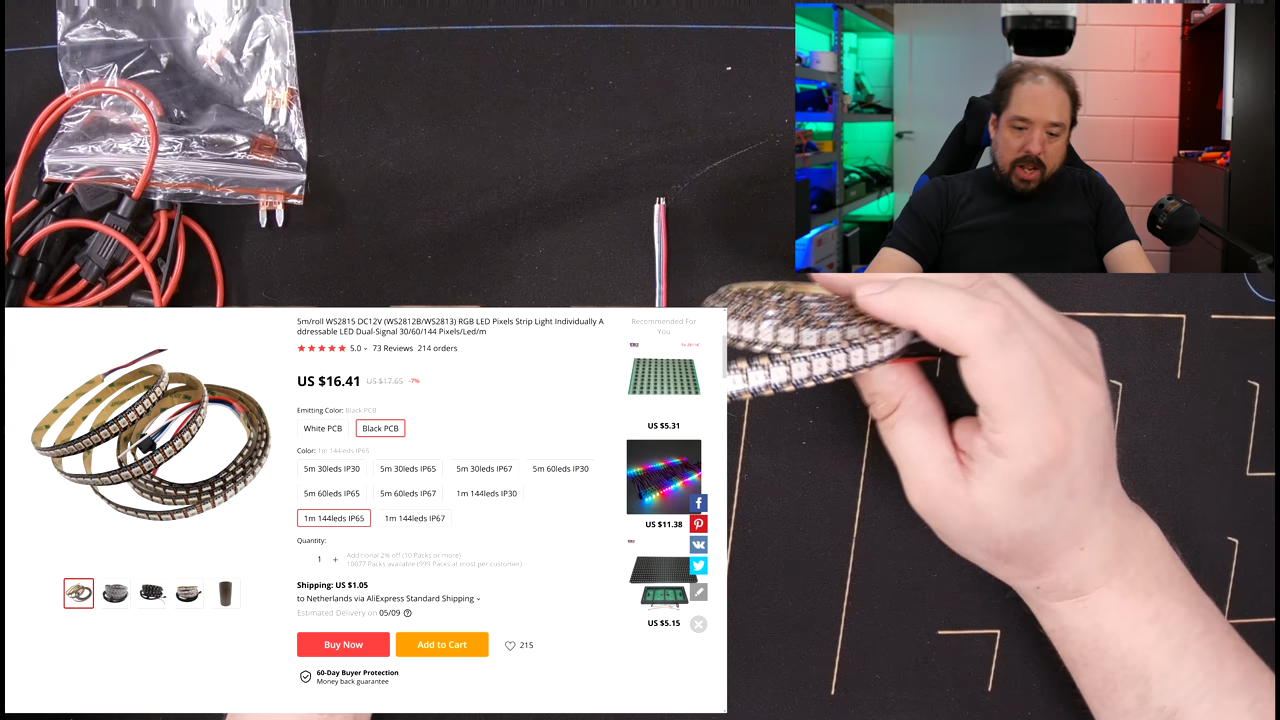 5m/roll WS2815 DC12V (WS2812B/WS2813) RGB LED Pixels Strip Light Individually A
ddressable LED Dual-Signal 30/60/144 Pixels/Led/m
5.0 73 Reviews 214 orders
US $16.41 US $17.65 -7%
Emitting Color: Black PCB
White PCB Black PCB
Color: 1m 144leds IP65
5m 30leds IP30 5m 30leds IP65 5m 30leds IP67 5m 60leds IP30
5m 60leds IP65 5m 60leds IP67 1m 144leds IP30
1m 144leds IP65 1m 144leds IP67
Quantity:
1 + Additional 2% off (10 Packs or more)
10077 Packs available (999 Packs at most per customer)
Shipping: US $1.05
to Netherlands via AliExpress Standard Shipping
Estimated Delivery on 05/09
Buy Now Add to Cart 215
60-Day Buyer Protection
Money back guarantee
Recommended For
You
US $5.31
US $11.38
US $5.15